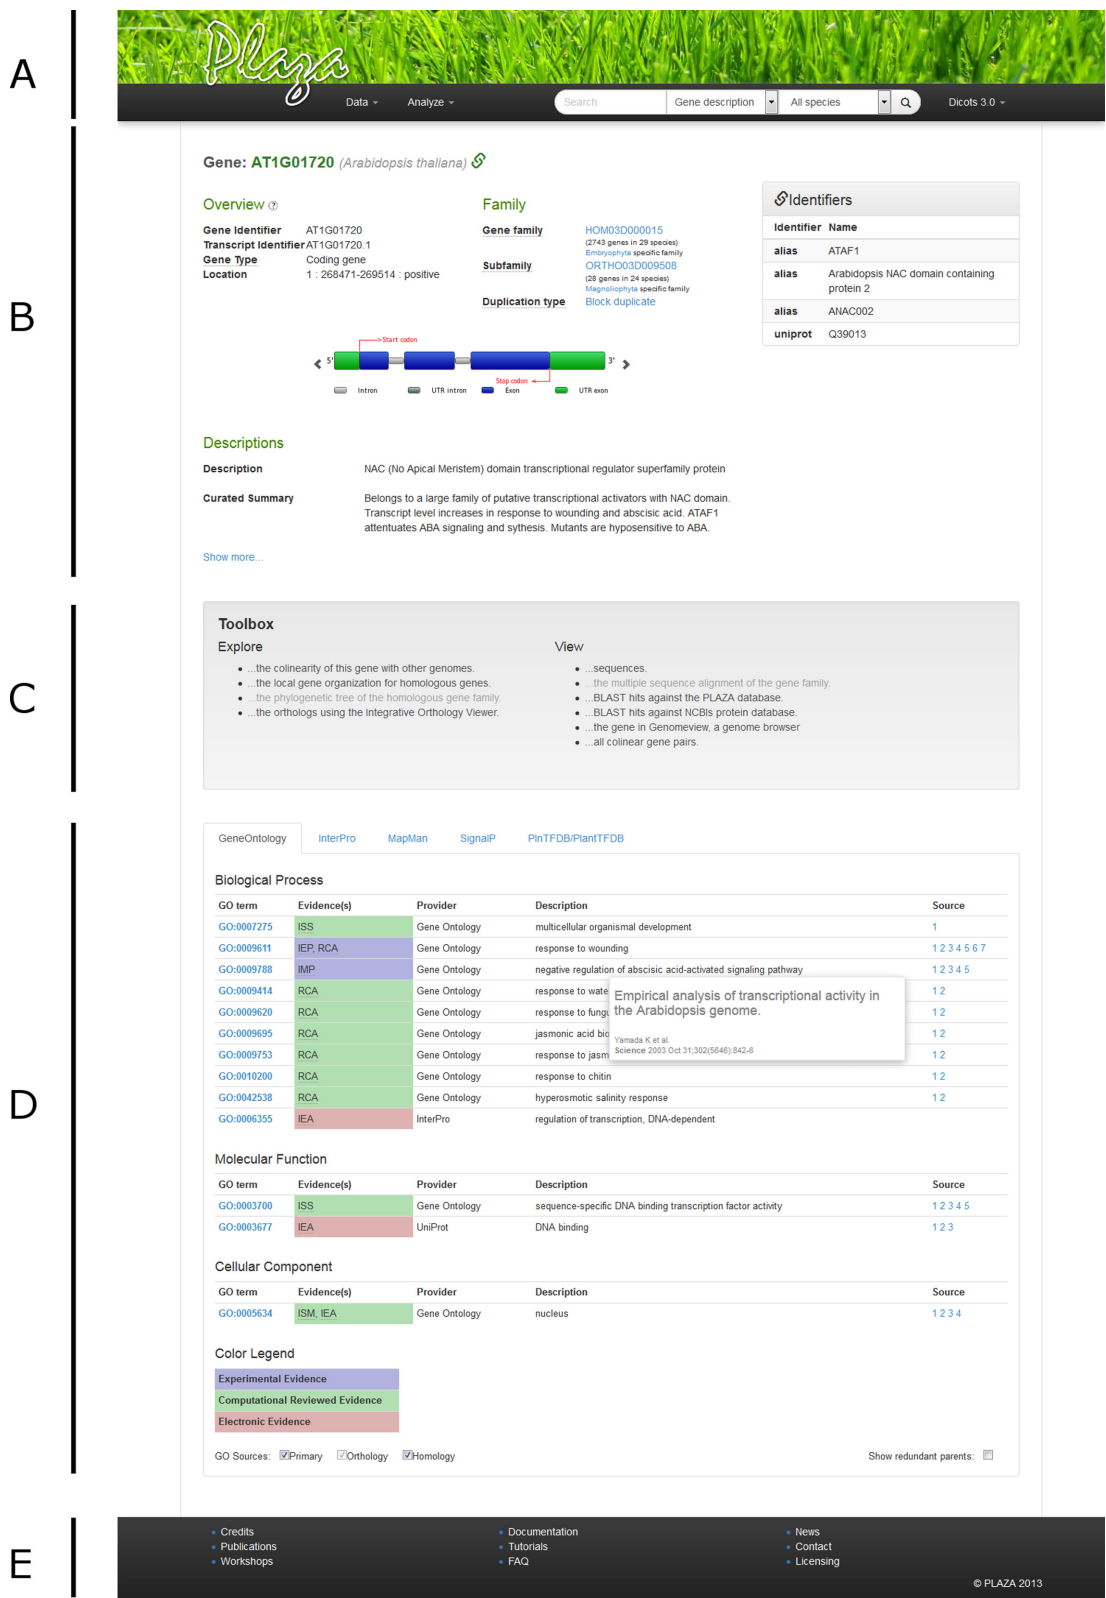 A
Plaza
Data
Analyze
Search
Gene description
All species
Dicots 3.0
B
Gene: AT1G01720 (Arabidopsis thaliana)
Overview ?
Gene Identifier AT1G01720
Transcript Identifier AT1G01720.1
Gene Type Coding gene
Location 1 : 268471-269514 : positive
Family
Gene family HOM03D000015
(2743 genes in 29 species)
Embryophyta specific family
Subfamily ORTHO03D009508
(28 genes in 24 species)
Magnoliophyta specific family
Duplication type Block duplicate
Identifiers
Identifier Name
alias ATAF1
alias Arabidopsis NAC domain containing
protein 2
alias ANAC002
uniprot Q39013
Start codon
5' 3'
Stop codon
Intron UTR intron Exon UTR exon
Descriptions
Description NAC (No Apical Meristem) domain transcriptional regulator superfamily protein
Curated Summary Belongs to a large family of putative transcriptional activators with NAC domain.
Transcript level increases in response to wounding and abscisic acid. ATAF1
attentuates ABA signaling and sythesis. Mutants are hyposensitive to ABA.
Show more...
C
Toolbox
Explore
...the colinearity of this gene with other genomes.
...the local gene organization for homologous genes.
...the phylogenetic tree of the homologous gene family.
...the orthologs using the Integrative Orthology Viewer.
View
...sequences.
...the multiple sequence alignment of the gene family.
...BLAST hits against the PLAZA database.
...BLAST hits against NCBIs protein database.
...the gene in Genomeview, a genome browser
...all colinear gene pairs.
D
GeneOntology InterPro MapMan SignalP PlnTFDB/PlantTFDB
Biological Process
GO term Evidence(s) Provider Description Source
GO:0007275 ISS Gene Ontology multicellular organismal development 1
GO:0009611 IEP, RCA Gene Ontology response to wounding 1 2 3 4 5 6 7
GO:0009788 IMP Gene Ontology negative regulation of abscisic acid-activated signaling pathway 1 2 3 4 5
GO:0009414 RCA Gene Ontology response to wate 1 2
GO:0009620 RCA Gene Ontology response to fungu 1 2
GO:0009695 RCA Gene Ontology jasmonic acid bio 1 2
GO:0009753 RCA Gene Ontology response to jasm 1 2
GO:0010200 RCA Gene Ontology response to chitin 1 2
GO:0042538 RCA Gene Ontology hyperosmotic salinity response 1 2
GO:0006355 IEA InterPro regulation of transcription, DNA-dependent
Empirical analysis of transcriptional activity in
the Arabidopsis genome.
Yamada K et al.
Science 2003 Oct 31;302(5646):842-6
Molecular Function
GO term Evidence(s) Provider Description Source
GO:0003700 ISS Gene Ontology sequence-specific DNA binding transcription factor activity 1 2 3 4 5
GO:0003677 IEA UniProt DNA binding 1 2 3
Cellular Component
GO term Evidence(s) Provider Description Source
GO:0005634 ISM, IEA Gene Ontology nucleus 1 2 3 4
Color Legend
Experimental Evidence
Computational Reviewed Evidence
Electronic Evidence
GO Sources: Primary Orthology Homology
Show redundant parents:
E
Credits
Publications
Workshops
Documentation
Tutorials
FAQ
News
Contact
Licensing
© PLAZA 2013